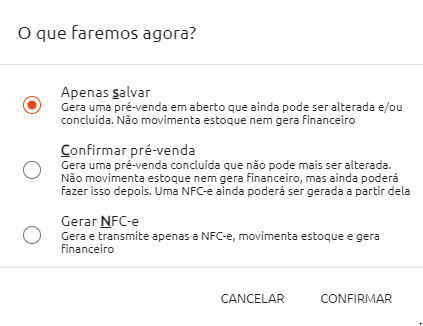 O que faremos agora?
Apenas salvar
Gera uma pré-venda em aberto que ainda pode ser alterada e/ou
concluída. Não movimenta estoque nem gera financeiro
Confirmar pré-venda
Gera uma pré-venda concluída que não pode mais ser alterada.
Não movimenta estoque nem gera financeiro, mas ainda poderá
fazer isso depois. Uma NFC-e ainda poderá ser gerada a partir dela
Gerar NFC-e
Gera e transmite apenas a NFC-e, movimenta estoque e gera
financeiro
CANCELAR CONFIRMAR
.